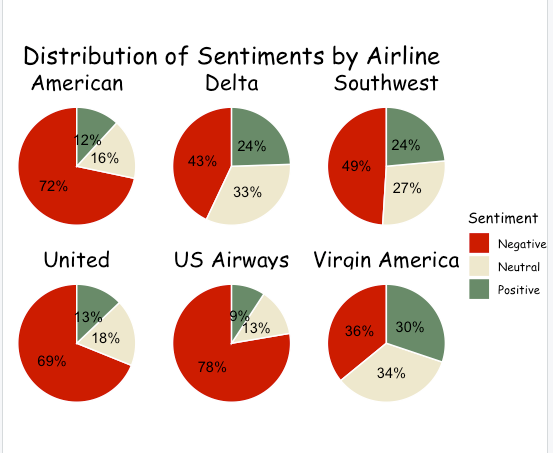 Distribution of Sentiments by Airline
American
Delta
Southwest
12%
16%
72%
24%
43%
33%
24%
49%
27%
Sentiment
Negative
Neutral
Positive
United
US Airways
Virgin America
13%
18%
69%
9%
13%
78%
30%
36%
34%